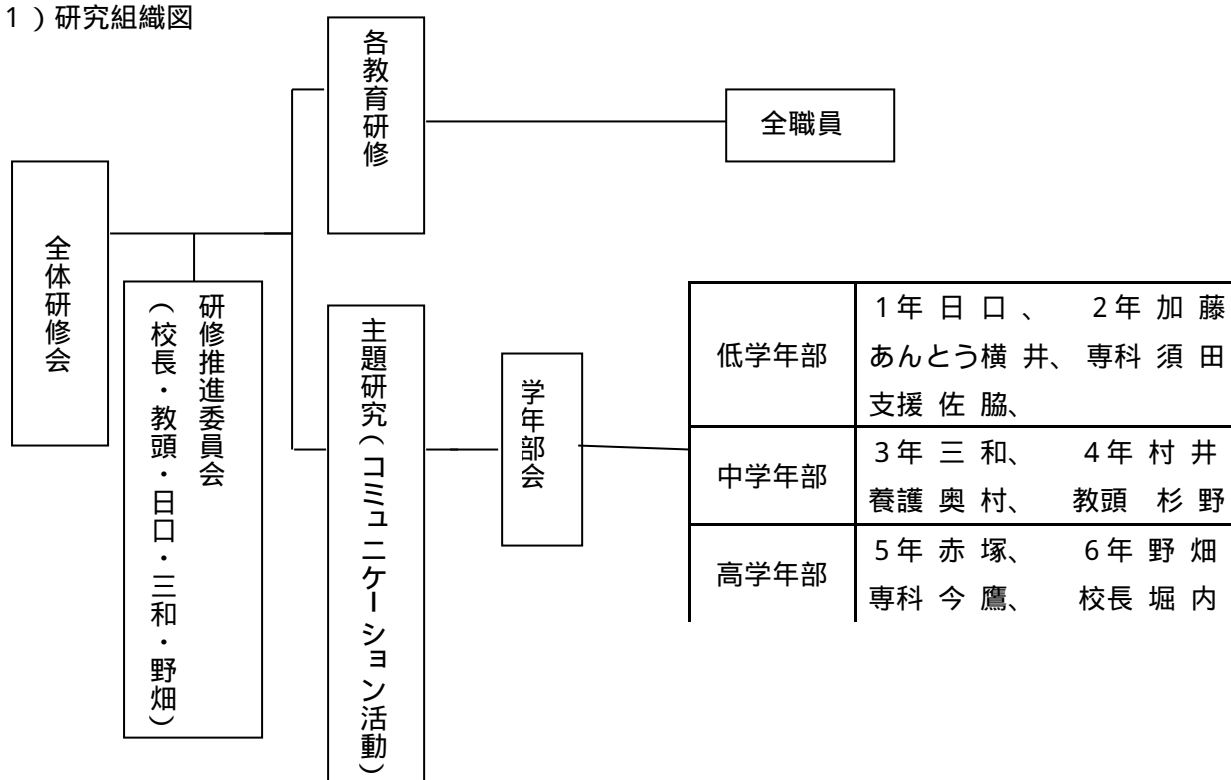 1）研究組織図
各教育研修
全職員
全体研修会
研修推進委員会
（校長・教頭・日口・三和・野畑）
主題研究（コミュニケーション活動）
学年部会
低学年部
1年 日 口 、 2年 加 藤
あんとう横 井、 専科 須 田
支援 佐 脇、
中学年部
3年 三 和、 4年 村 井
養護 奥 村、 教頭 杉 野
高学年部
5年 赤 塚、 6年 野 畑
専科 今 鷹、 校長 堀 内